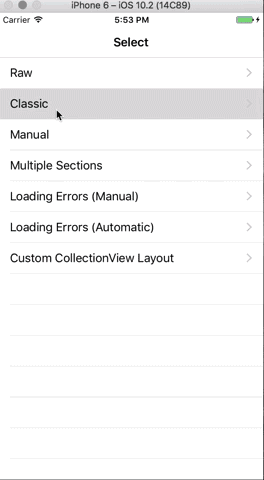 iPhone 6 – iOS 10.2 (14C89)
Carrier 5:53 PM
Select
Raw
Classic
Manual
Multiple Sections
Loading Errors (Manual)
Loading Errors (Automatic)
Custom CollectionView Layout